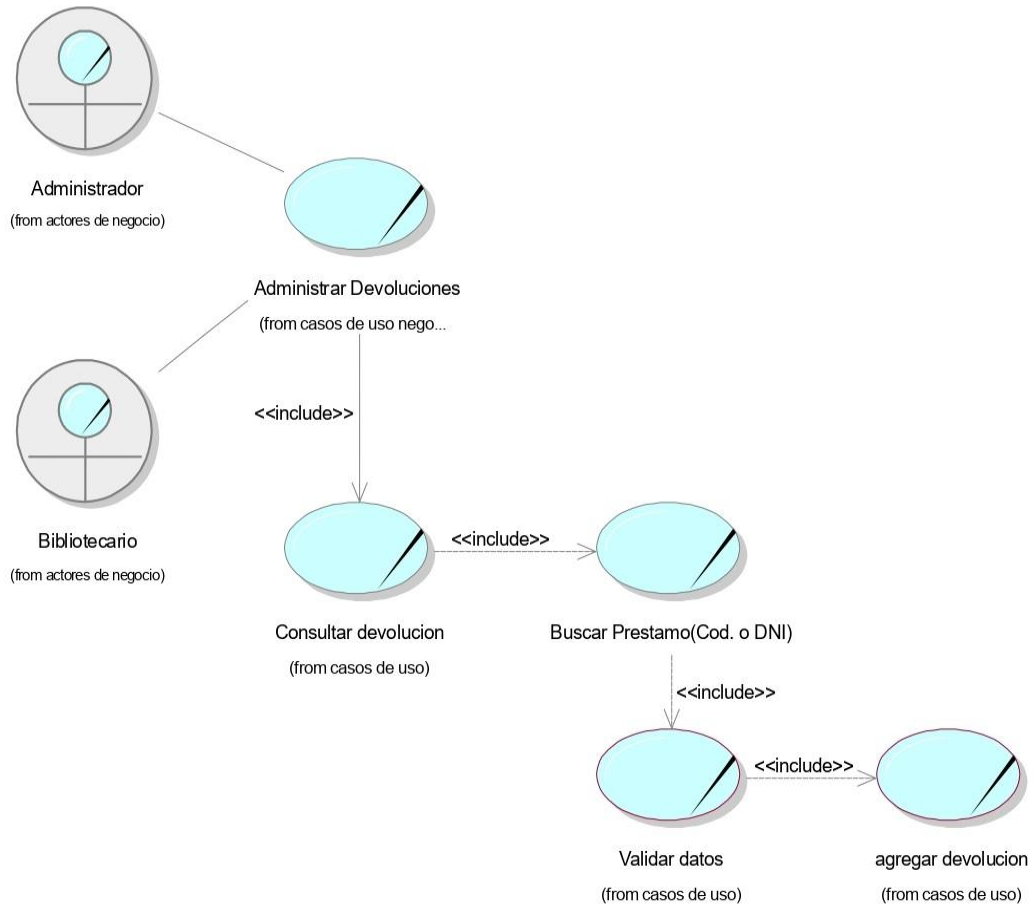 Administrador
(from actores de negocio)
Administrar Devoluciones
(from casos de uso nego...
<<include>>
Bibliotecario
(from actores de negocio)
<<include>>
Consultar devolucion
(from casos de uso)
Buscar Prestamo(Cod. o DNI)
<<include>>
<<include>>
Validar datos
(from casos de uso)
agregar devolucion
(from casos de uso)